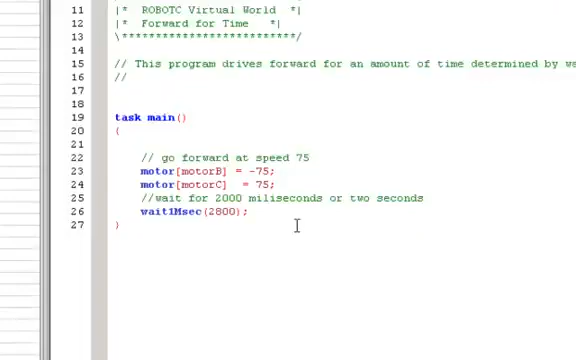 11 |* ROBOTC Virtual World *|
12 |* Forward for Time *|
13 \**************************/
14
15 // This program drives forward for an amount of time determined by
16 //
17
18
19 task main()
20 {
21
22 // go forward at speed 75
23 motor[motorB] = -75;
24 motor[motorC] = 75;
25 //wait for 2000 miliseconds or two seconds
26 wait1Msec(2800);
27 }